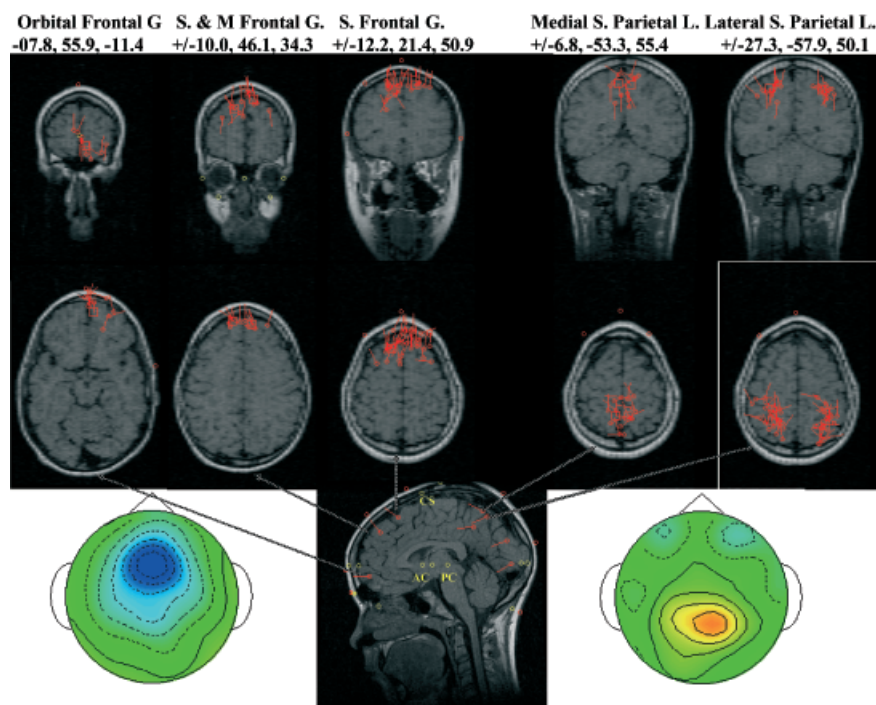 Orbital Frontal G
-07.8, 55.9, -11.4
S. & M Frontal G.
+/-10.0, 46.1, 34.3
S. Frontal G.
+/-12.2, 21.4, 50.9
Medial S. Parietal L.
+/-6.8, -53.3, 55.4
Lateral S. Parietal L.
+/-27.3, -57.9, 50.1
CS
AC
PC